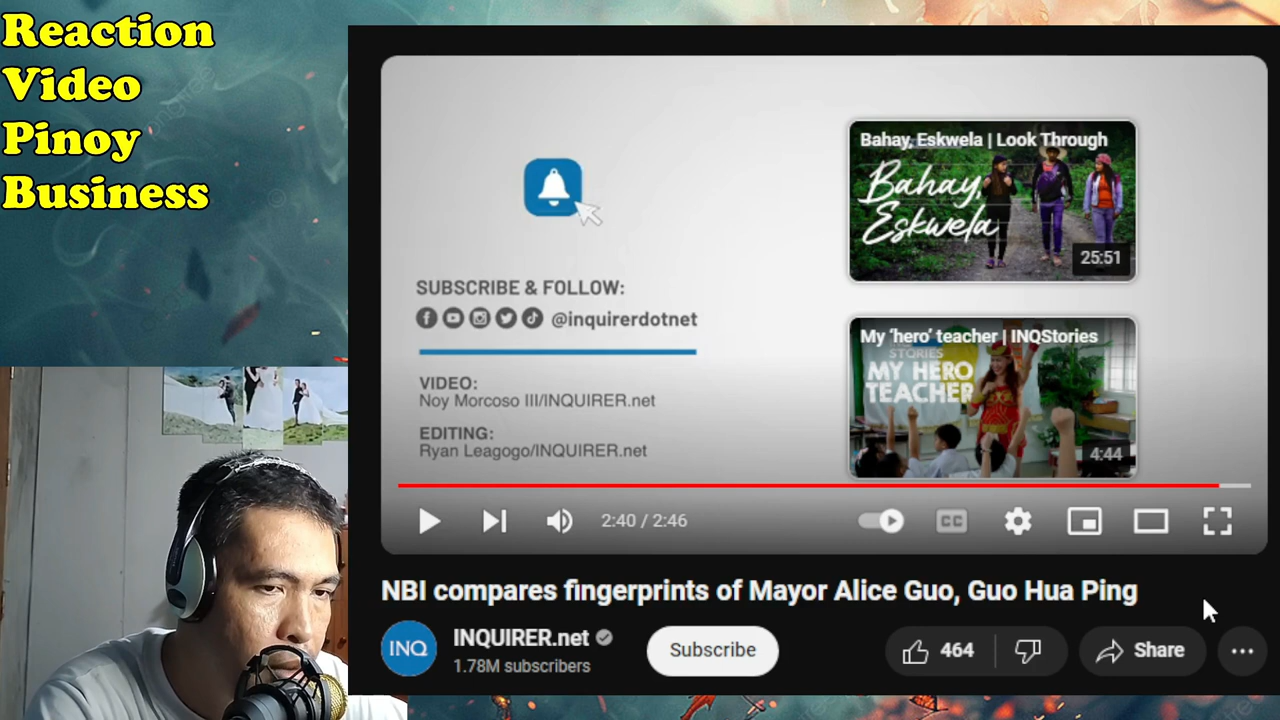 Reaction
Video
Pinoy
Business
SUBSCRIBE & FOLLOW:
@inquirerdotnet
VIDEO:
Noy Morcoso III/INQUIRER.net
EDITING:
Ryan Leagogo/INQUIRER.net
Bahay, Eskwela | Look Through
Bahay,
Eskwela
25:51
My ‘hero’ teacher | INQStories
STORIES
MY HERO
TEACHER
4:44
2:40 / 2:46
CC
NBI compares fingerprints of Mayor Alice Guo, Guo Hua Ping
INQ
INQUIRER.net
1.78M subscribers
Subscribe
464
Share